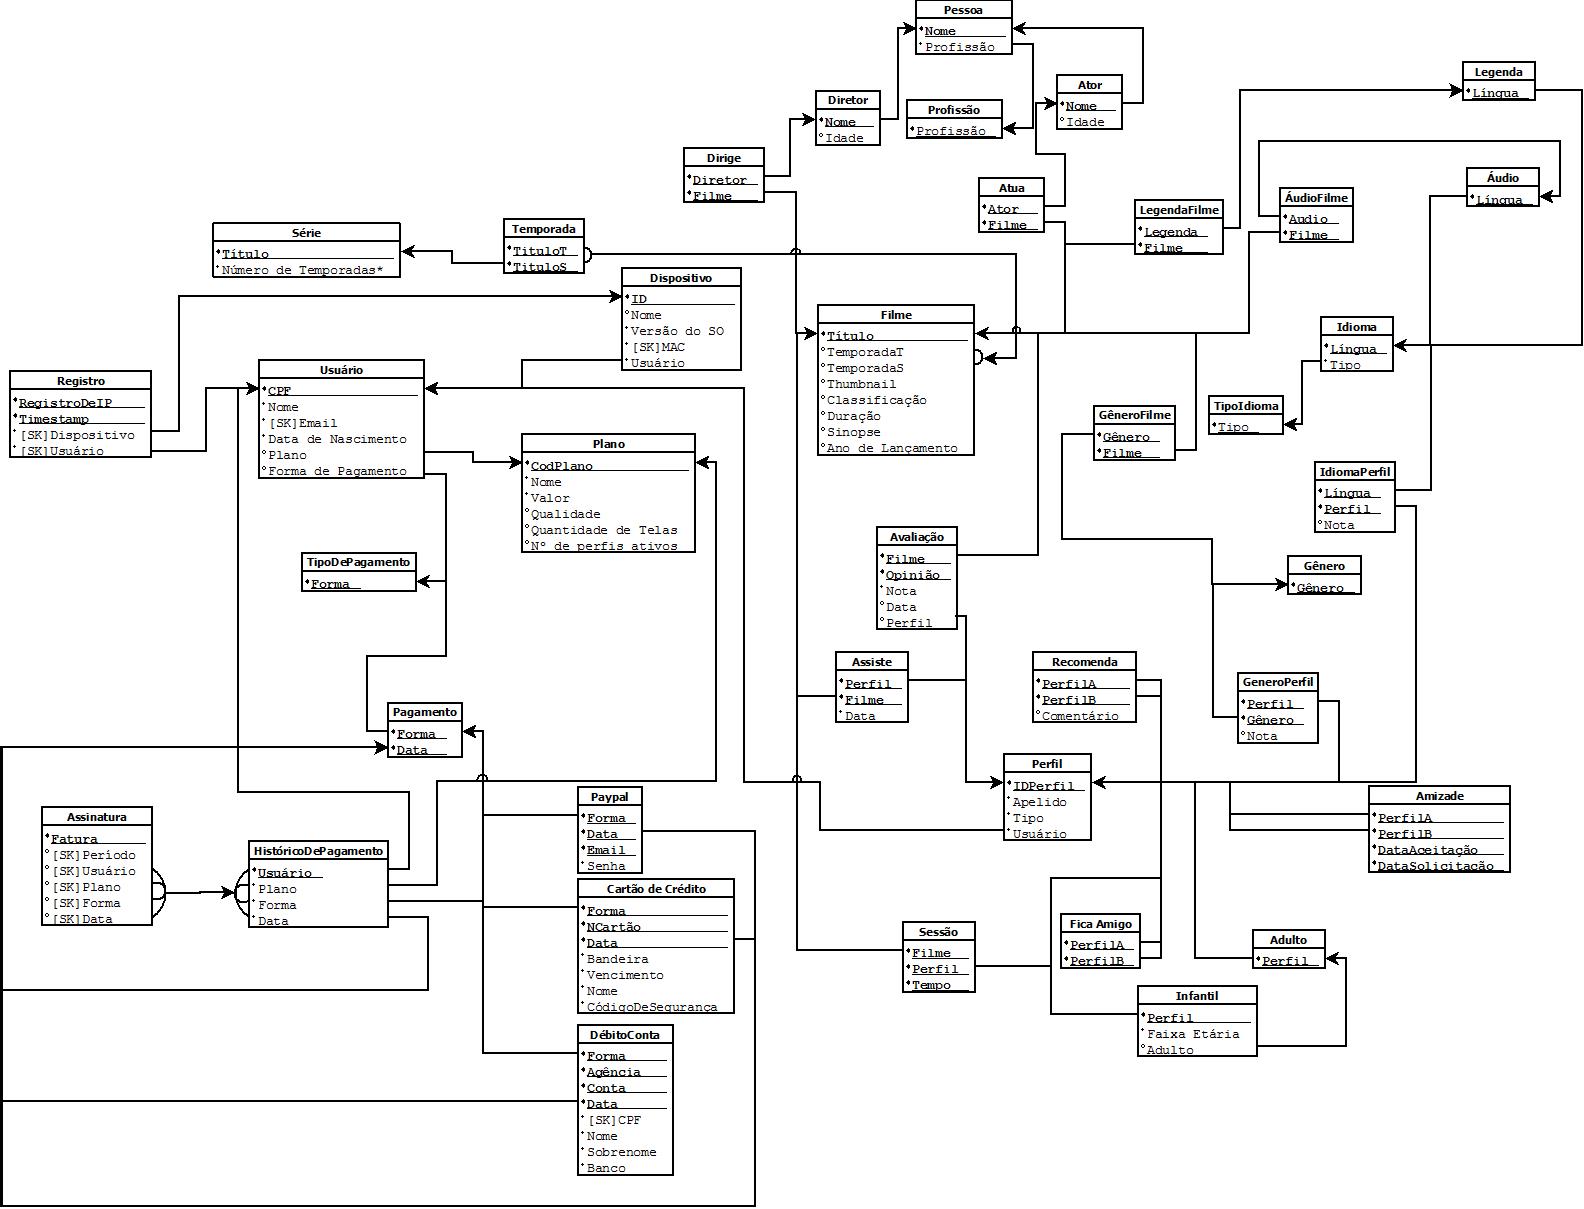 Pessoa
Nome
Profissão
Legenda
Língua
Ator
Nome
Idade
Diretor
Nome
Idade
Profissão
Profissão
Dirige
Diretor
Filme
Áudio
Língua
Atua
Ator
Filme
ÁudioFilme
Audio
Filme
LegendaFilme
Legenda
Filme
Série
Título
Número de Temporadas*
Temporada
TituloT
TituloS
Dispositivo
ID
Nome
Versão do SO
[SK]MAC
Usuário
Filme
Título
TemporadaT
TemporadaS
Thumbnail
Classificação
Duração
Sinopse
Ano de Lançamento
Idioma
Língua
Tipo
Usuário
CPF
Nome
[SK]Email
Data de Nascimento
Plano
Forma de Pagamento
Registro
RegistroDeIP
Timestamp
[SK]Dispositivo
[SK]Usuário
TipoIdioma
Tipo
GêneroFilme
Gênero
Filme
Plano
CodPlano
Nome
Valor
Qualidade
Quantidade de Telas
Nº de perfis ativos
IdiomaPerfil
Língua
Perfil
Nota
Avaliação
Filme
Opinião
Nota
Data
Perfil
TipoDePagamento
Forma
Gênero
Gênero
Assiste
Perfil
Filme
Data
Recomenda
PerfilA
PerfilB
Comentário
GeneroPerfil
Perfil
Gênero
Nota
Pagamento
Forma
Data
Perfil
IDPerfil
Apelido
Tipo
Usuário
Paypal
Forma
Data
Email
Senha
Amizade
PerfilA
PerfilB
DataAceitação
DataSolicitação
Assinatura
Fatura
[SK]Período
[SK]Usuário
[SK]Plano
[SK]Forma
[SK]Data
HistóricoDePagamento
Usuário
Plano
Forma
Data
Cartão de Crédito
Forma
NCartão
Data
Bandeira
Vencimento
Nome
CódigoDeSegurança
Sessão
Filme
Perfil
Tempo
Fica Amigo
PerfilA
PerfilB
Adulto
Perfil
Infantil
Perfil
Faixa Etária
Adulto
DébitoConta
Forma
Agência
Conta
Data
[SK]CPF
Nome
Sobrenome
Banco